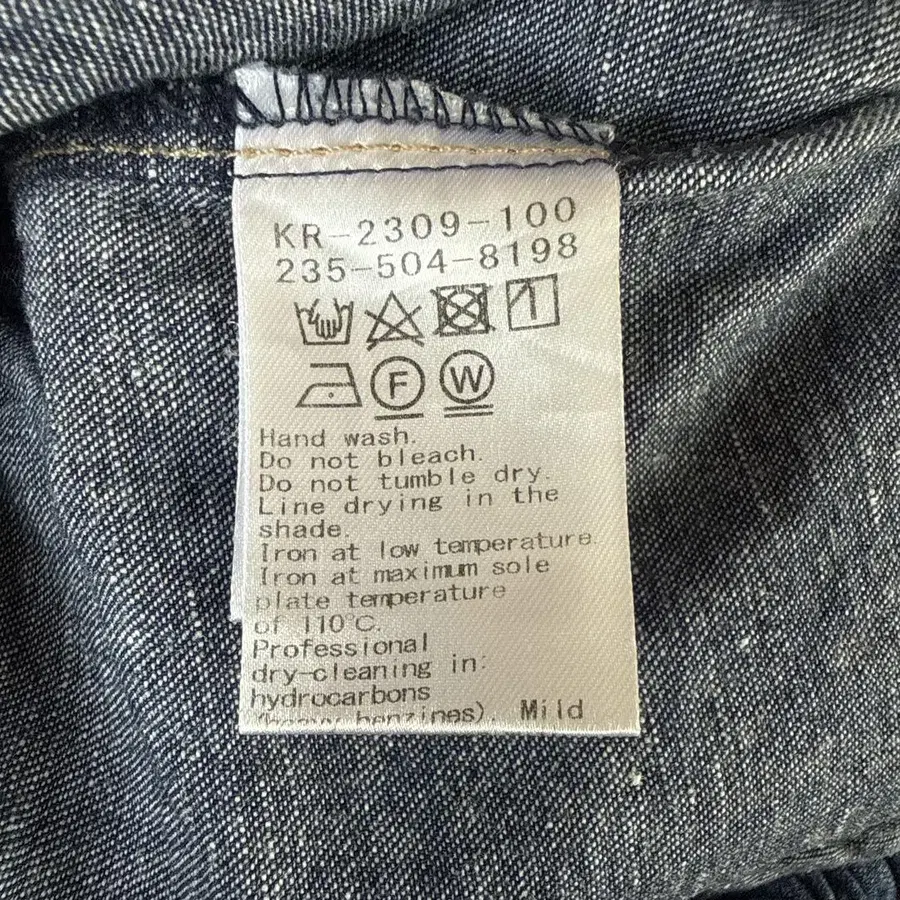 KR-2309-100
235-504-8198
F W
Hand wash.
Do not bleach.
Do not tumble dry.
Line drying in the
shade.
Iron at low temperature.
Iron at maximum sole
plate temperature
of 110℃.
Professional
dry-cleaning in:
hydrocarbons
(heavy benzines). Mild